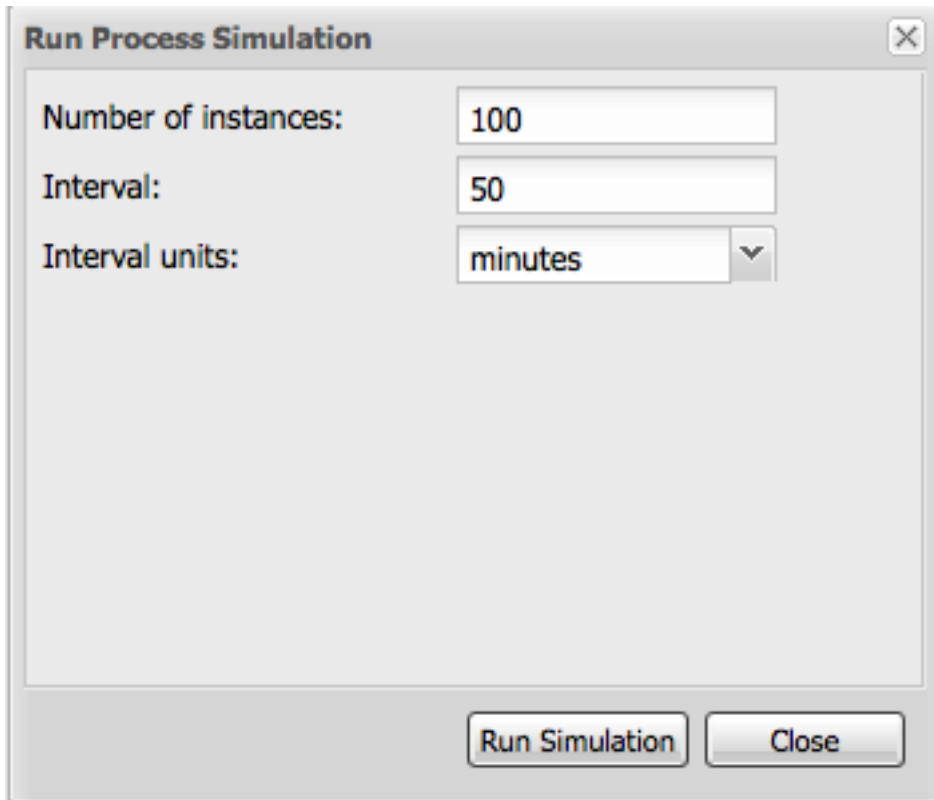 Run Process Simulation
Number of instances: 100
Interval: 50
Interval units: minutes
Run Simulation Close